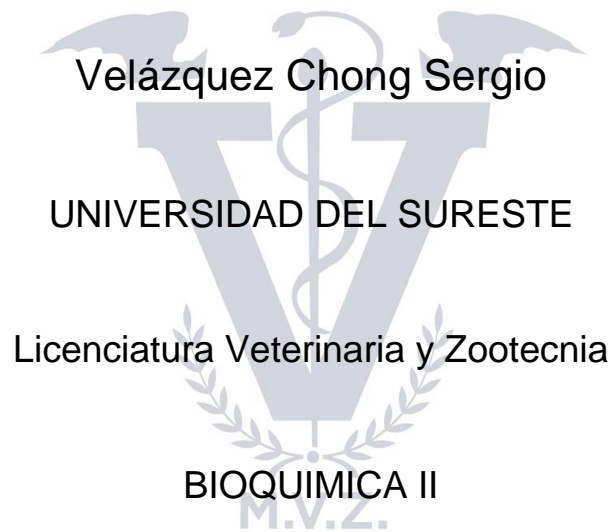 Velázquez Chong Sergio
UNIVERSIDAD DEL SURESTE
Licenciatura Veterinaria y Zootecnia
BIOQUIMICA II
M.V.Z.